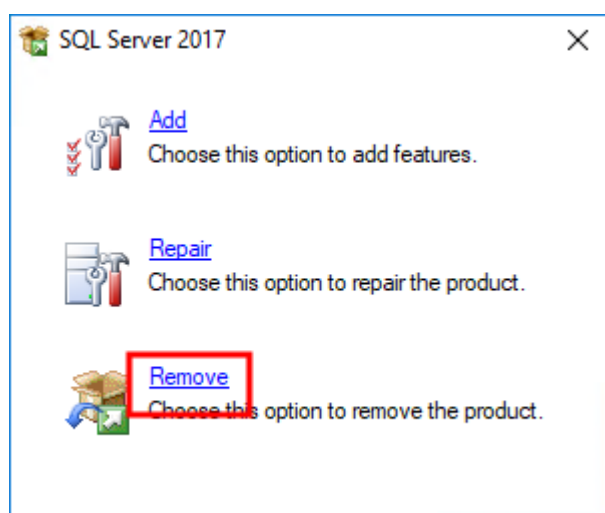 SQL Server 2017
Add
Choose this option to add features.
Repair
Choose this option to repair the product.
Remove
Choose this option to remove the product.